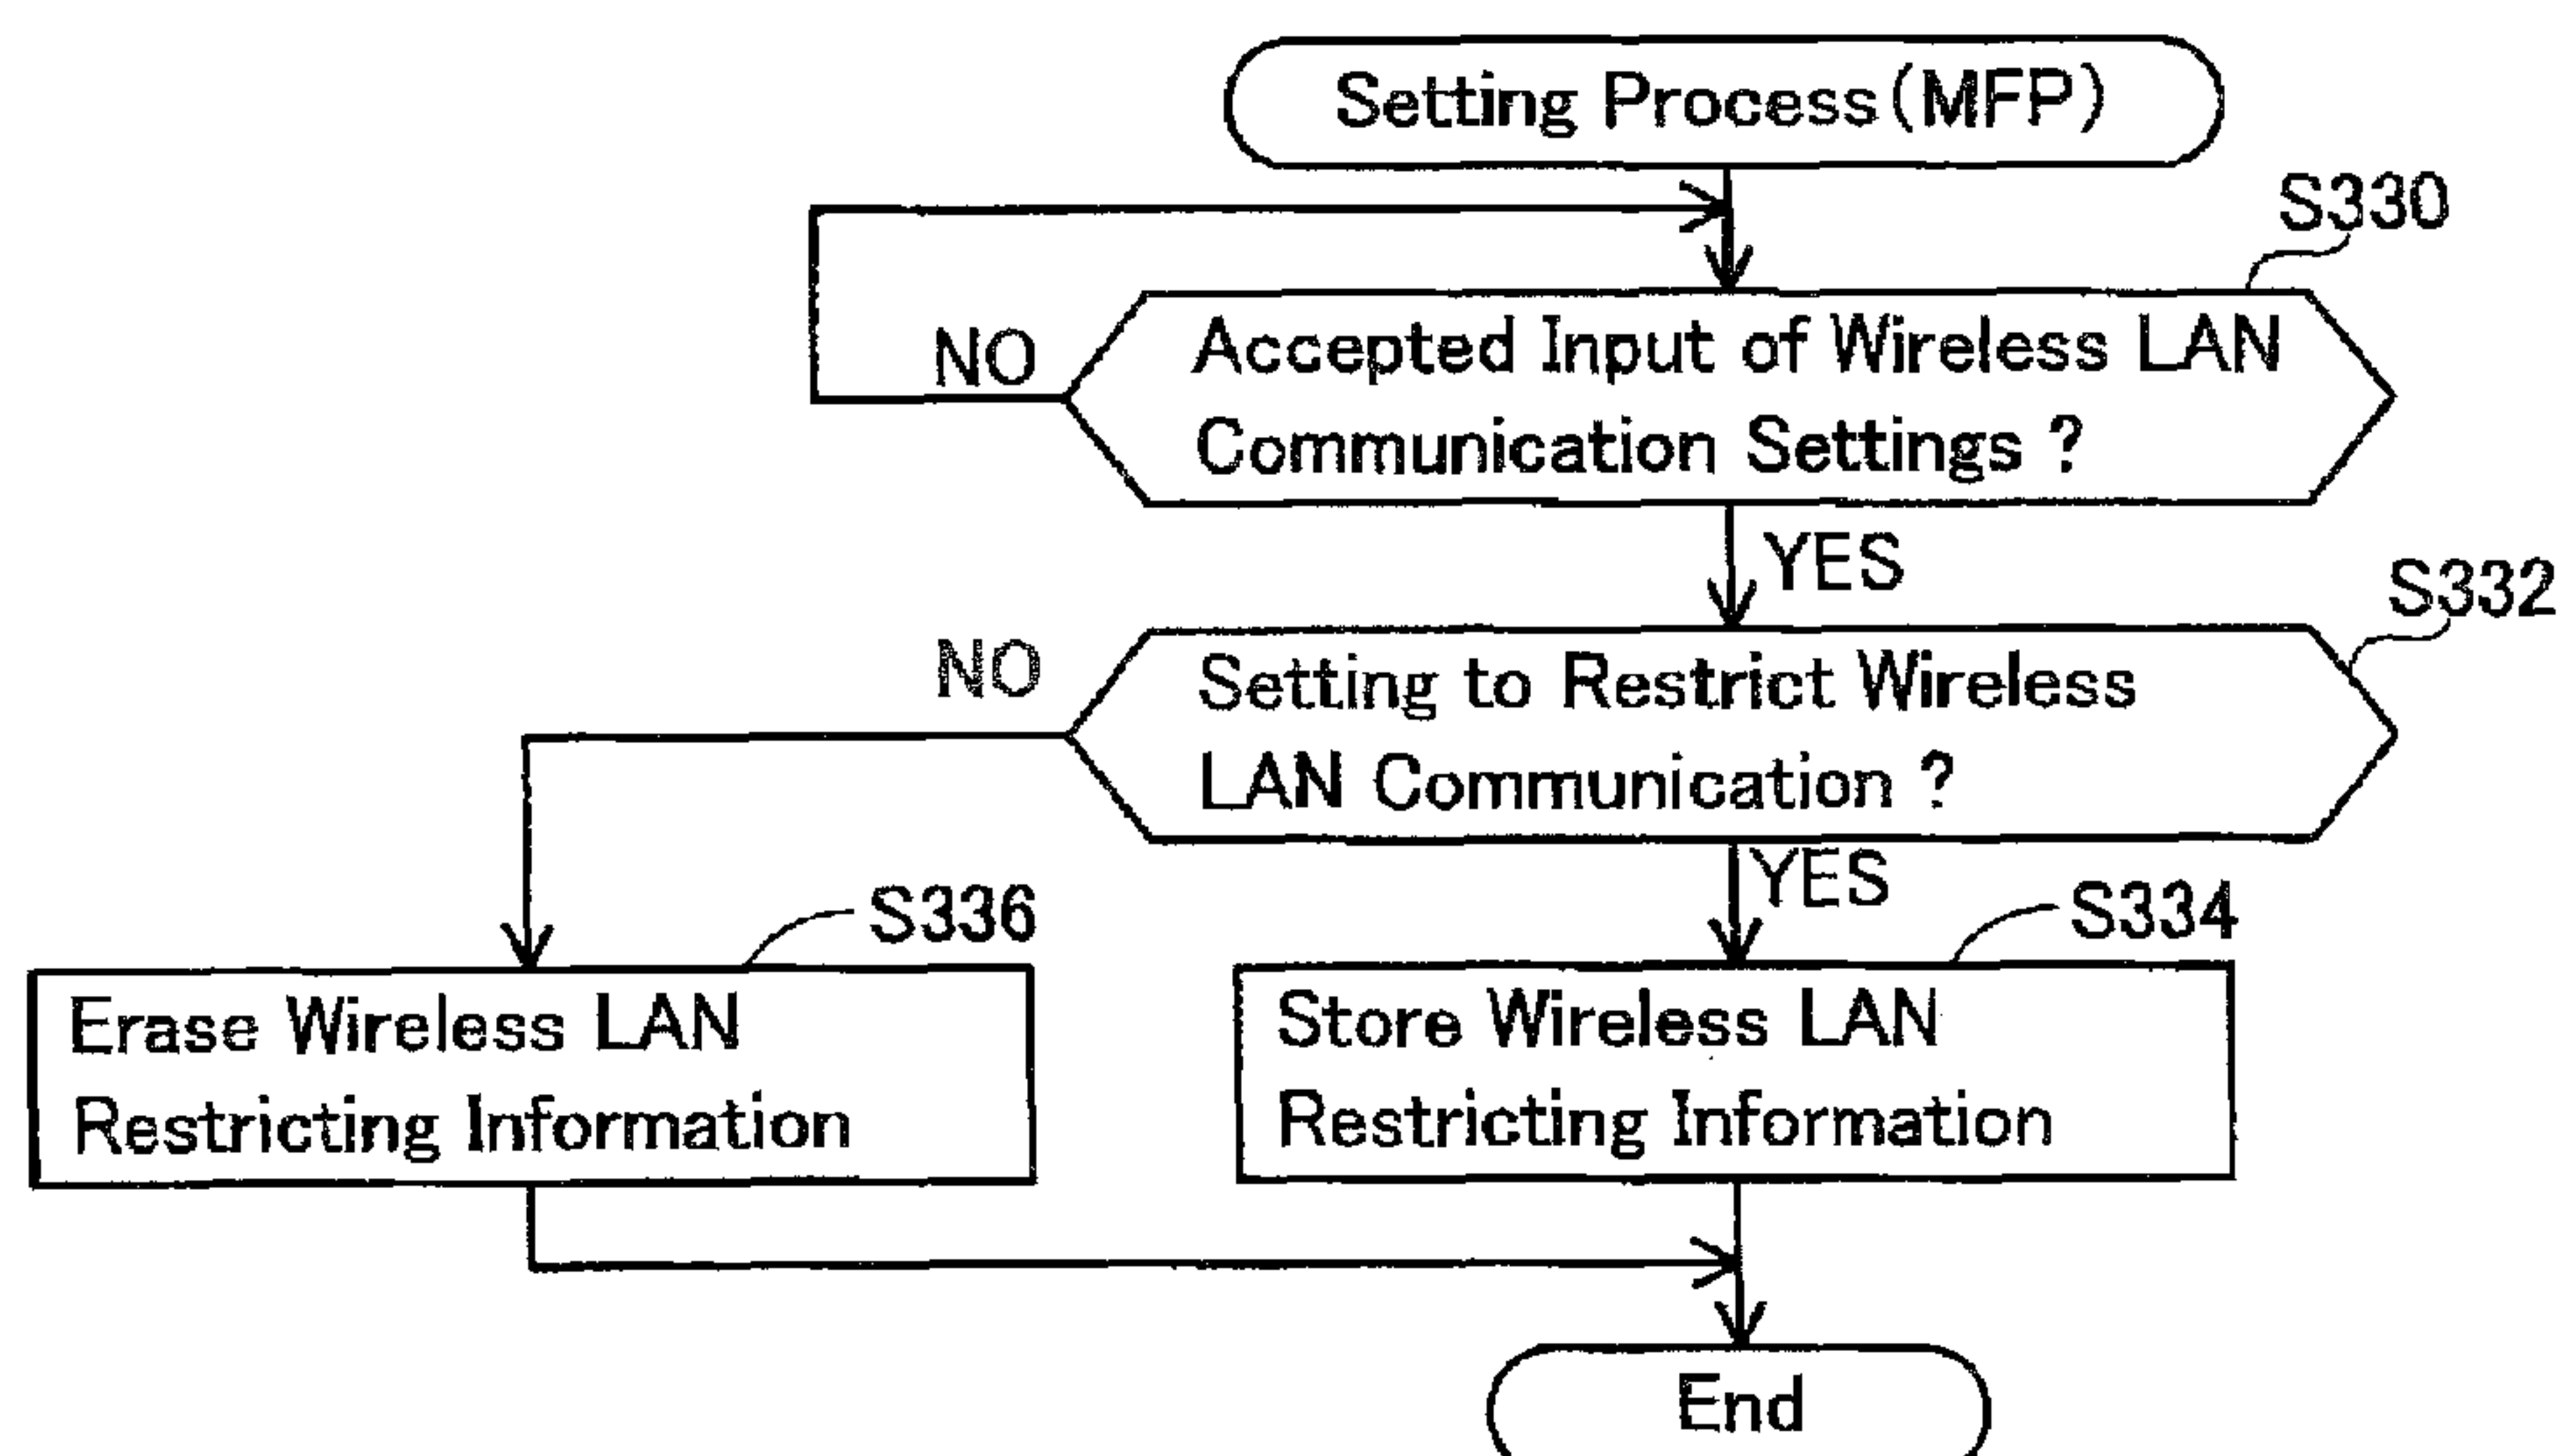 Setting Process(MFP)
S330
Accepted Input of Wireless LAN
Communication Settings ?
NO
YES
S332
Setting to Restrict Wireless
LAN Communication ?
NO
YES
S336
S334
Erase Wireless LAN
Restricting Information
Store Wireless LAN
Restricting Information
End